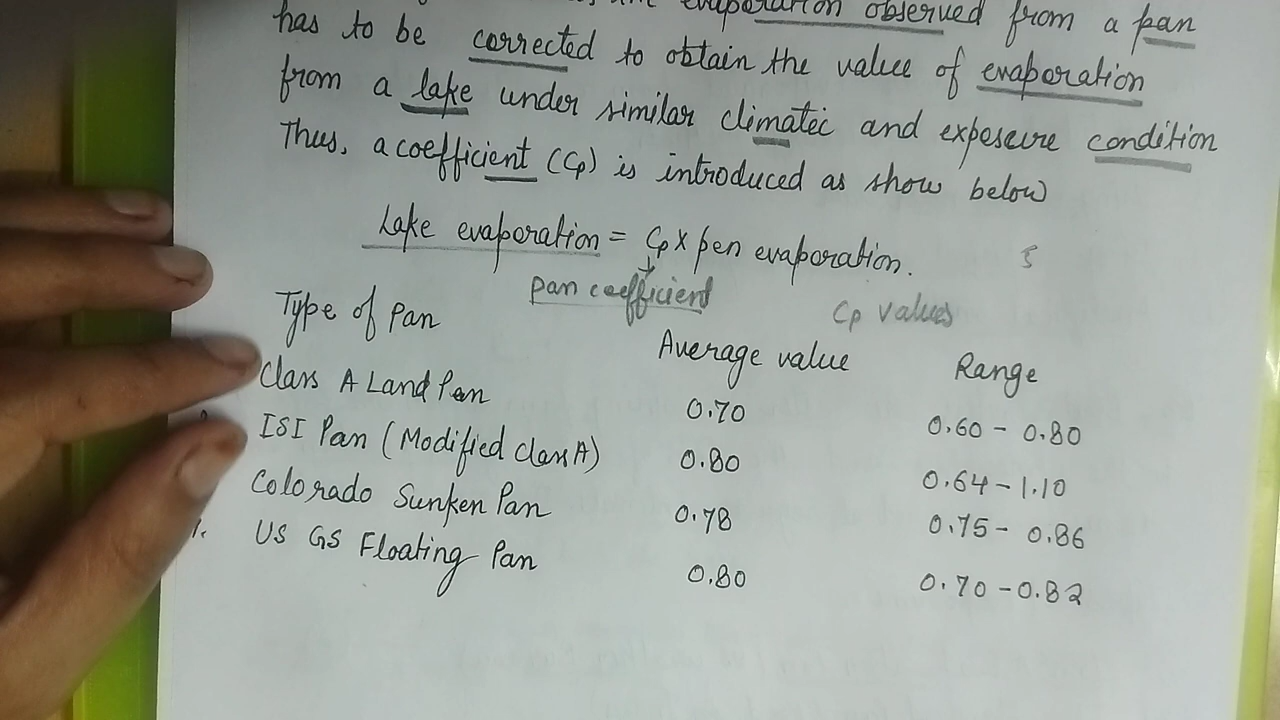 evaporation observed from a pan
has to be corrected to obtain the value of evaporation
from a lake under similar climatic and exposure condition
Thus, a coefficient (Cp) is introduced as show below
Lake evaporation = Cp x pen evaporation.
pan coefficient
Cp values
Type of Pan Average value Range
Class A Land Pan 0.70 0.60 - 0.80
ISI Pan (Modified Class A) 0.80 0.64 - 1.10
Colorado Sunken Pan 0.78 0.75 - 0.86
US GS Floating Pan 0.80 0.70 - 0.82